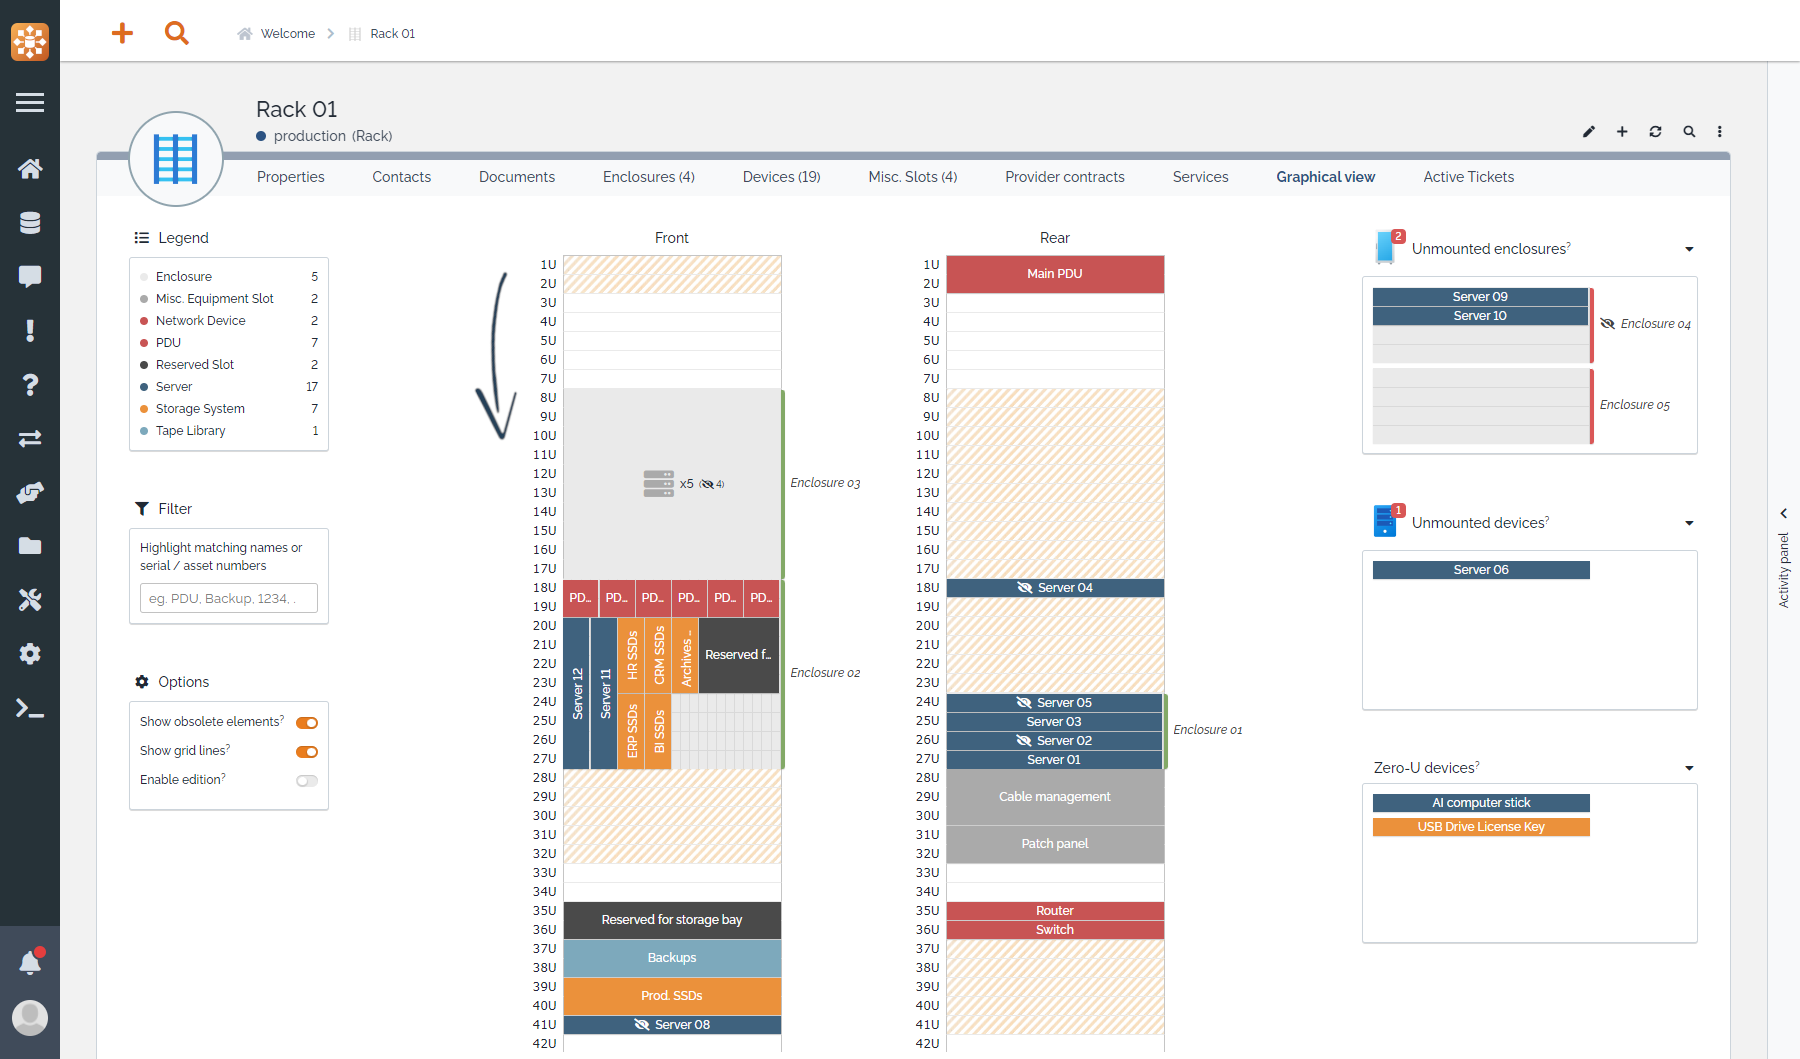 Welcome
Rack 01
Rack 01
production (Rack)
Properties
Contacts
Documents
Enclosures (4)
Devices (19)
Misc. Slots (4)
Provider contracts
Services
Graphical view
Active Tickets
Legend
Enclosure 5
Misc. Equipment Slot 2
Network Device 2
PDU 7
Reserved Slot 2
Server 17
Storage System 7
Tape Library 1
Filter
Highlight matching names or
serial / asset numbers
eg. PDU, Backup, 1234, .
Options
Show obsolete elements?
Show grid lines?
Enable edition?
Front
1U
2U
3U
4U
5U
6U
7U
8U
9U
10U
11U
12U
13U
14U
15U
16U
17U
18U
19U
20U
21U
22U
23U
24U
25U
26U
27U
28U
29U
30U
31U
32U
33U
34U
35U
36U
37U
38U
39U
40U
41U
42U
x5 (4)
Enclosure 03
PD... PD... PD... PD... PD... PD...
Server 12
Server 11
HR SSDs
CRM SSDs
Archives ...
Reserved f...
ERP SSDs
BI SSDs
Enclosure 02
Reserved for storage bay
Backups
Prod. SSDs
Server 08
Rear
1U
2U
3U
4U
5U
6U
7U
8U
9U
10U
11U
12U
13U
14U
15U
16U
17U
18U
19U
20U
21U
22U
23U
24U
25U
26U
27U
28U
29U
30U
31U
32U
33U
34U
35U
36U
37U
38U
39U
40U
41U
42U
Main PDU
Server 04
Server 05
Server 03
Server 02
Server 01
Enclosure 01
Cable management
Patch panel
Router
Switch
2
Unmounted enclosures?
Server 09
Server 10
Enclosure 04
Enclosure 05
1
Unmounted devices?
Server 06
Zero-U devices?
AI computer stick
USB Drive License Key
Activity panel